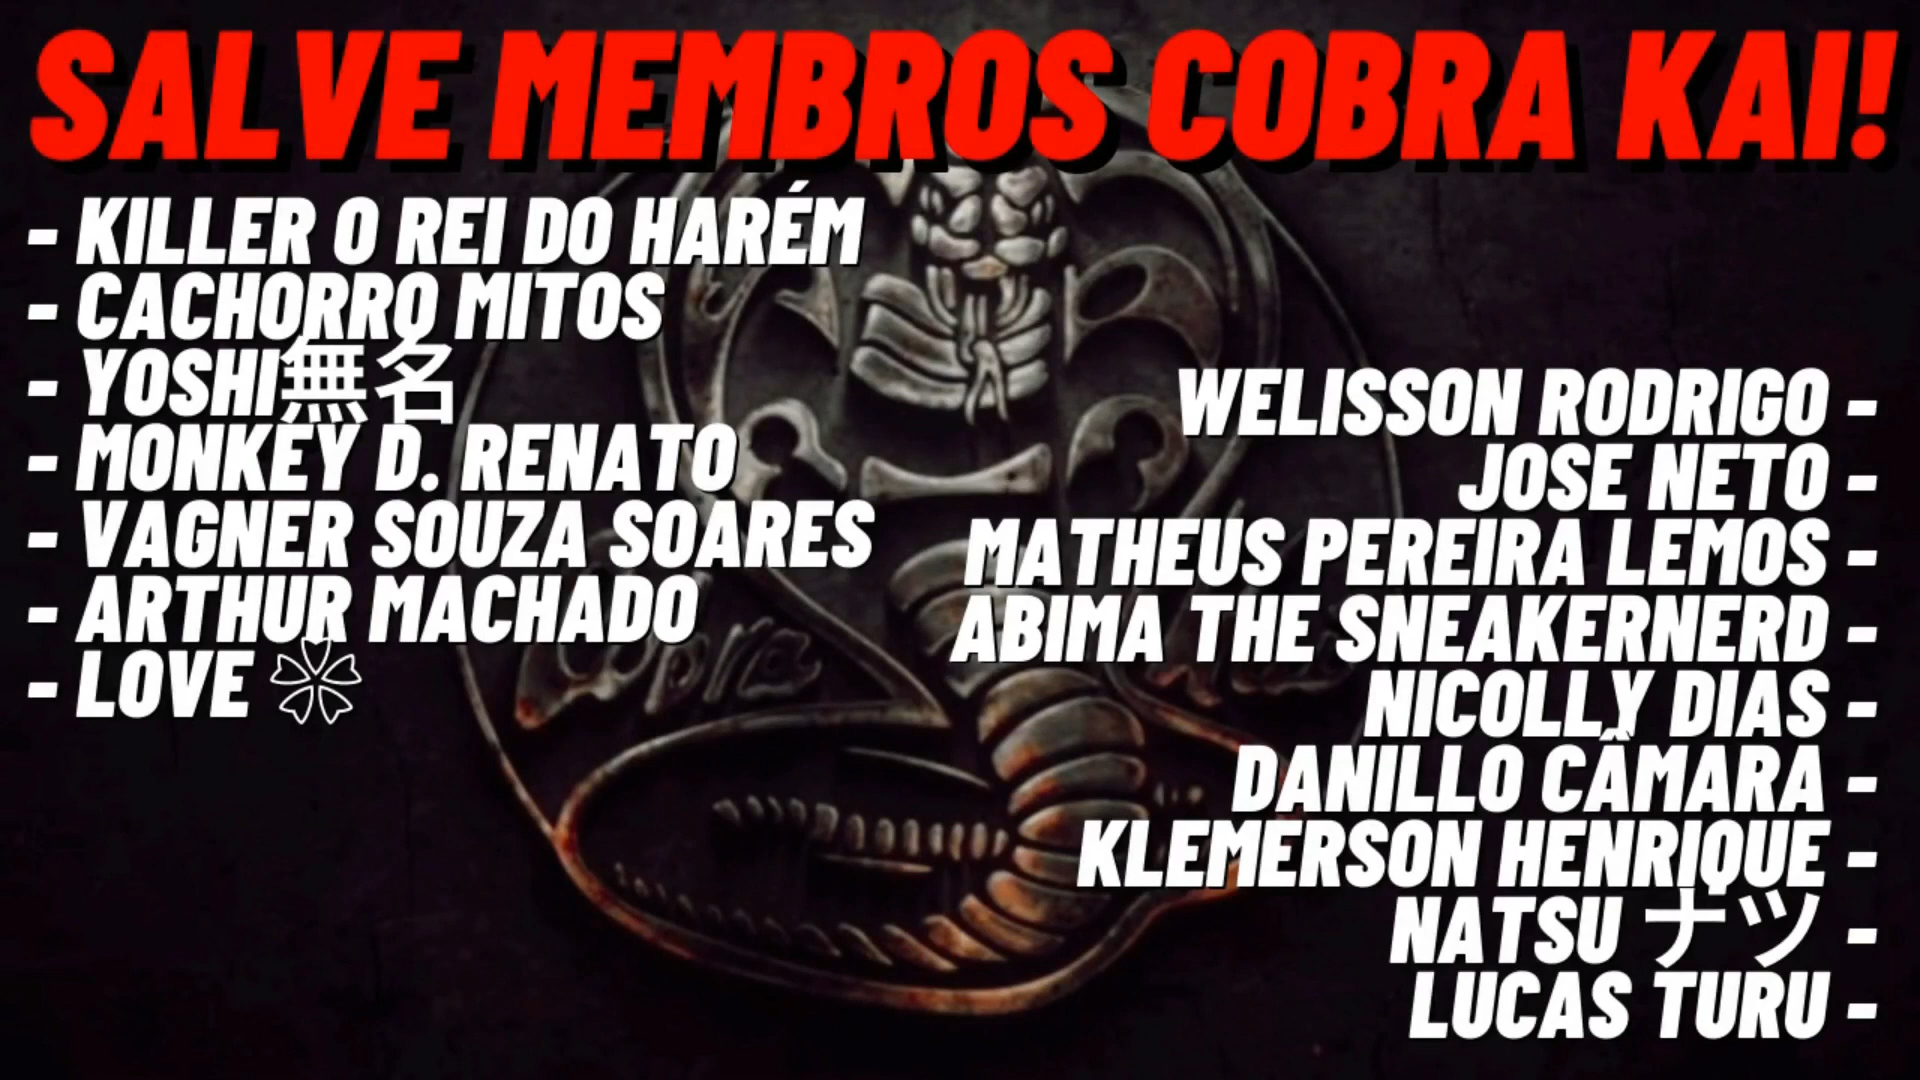 SALVE MEMBROS COBRA KAI!
- KILLER O REI DO HARÉM
- CACHORRO MITOS
- YOSHI無名
- MONKEY D. RENATO
- VAGNER SOUZA SOARES
- ARTHUR MACHADO
- LOVE
WELISSON RODRIGO -
JOSE NETO -
MATHEUS PEREIRA LEMOS -
ABIMA THE SNEAKERNERD -
NICOLLY DIAS -
DANILLO CÂMARA -
KLEMERSON HENRIQUE -
NATSU ナツ -
LUCAS TURU -
Cobra
Kai